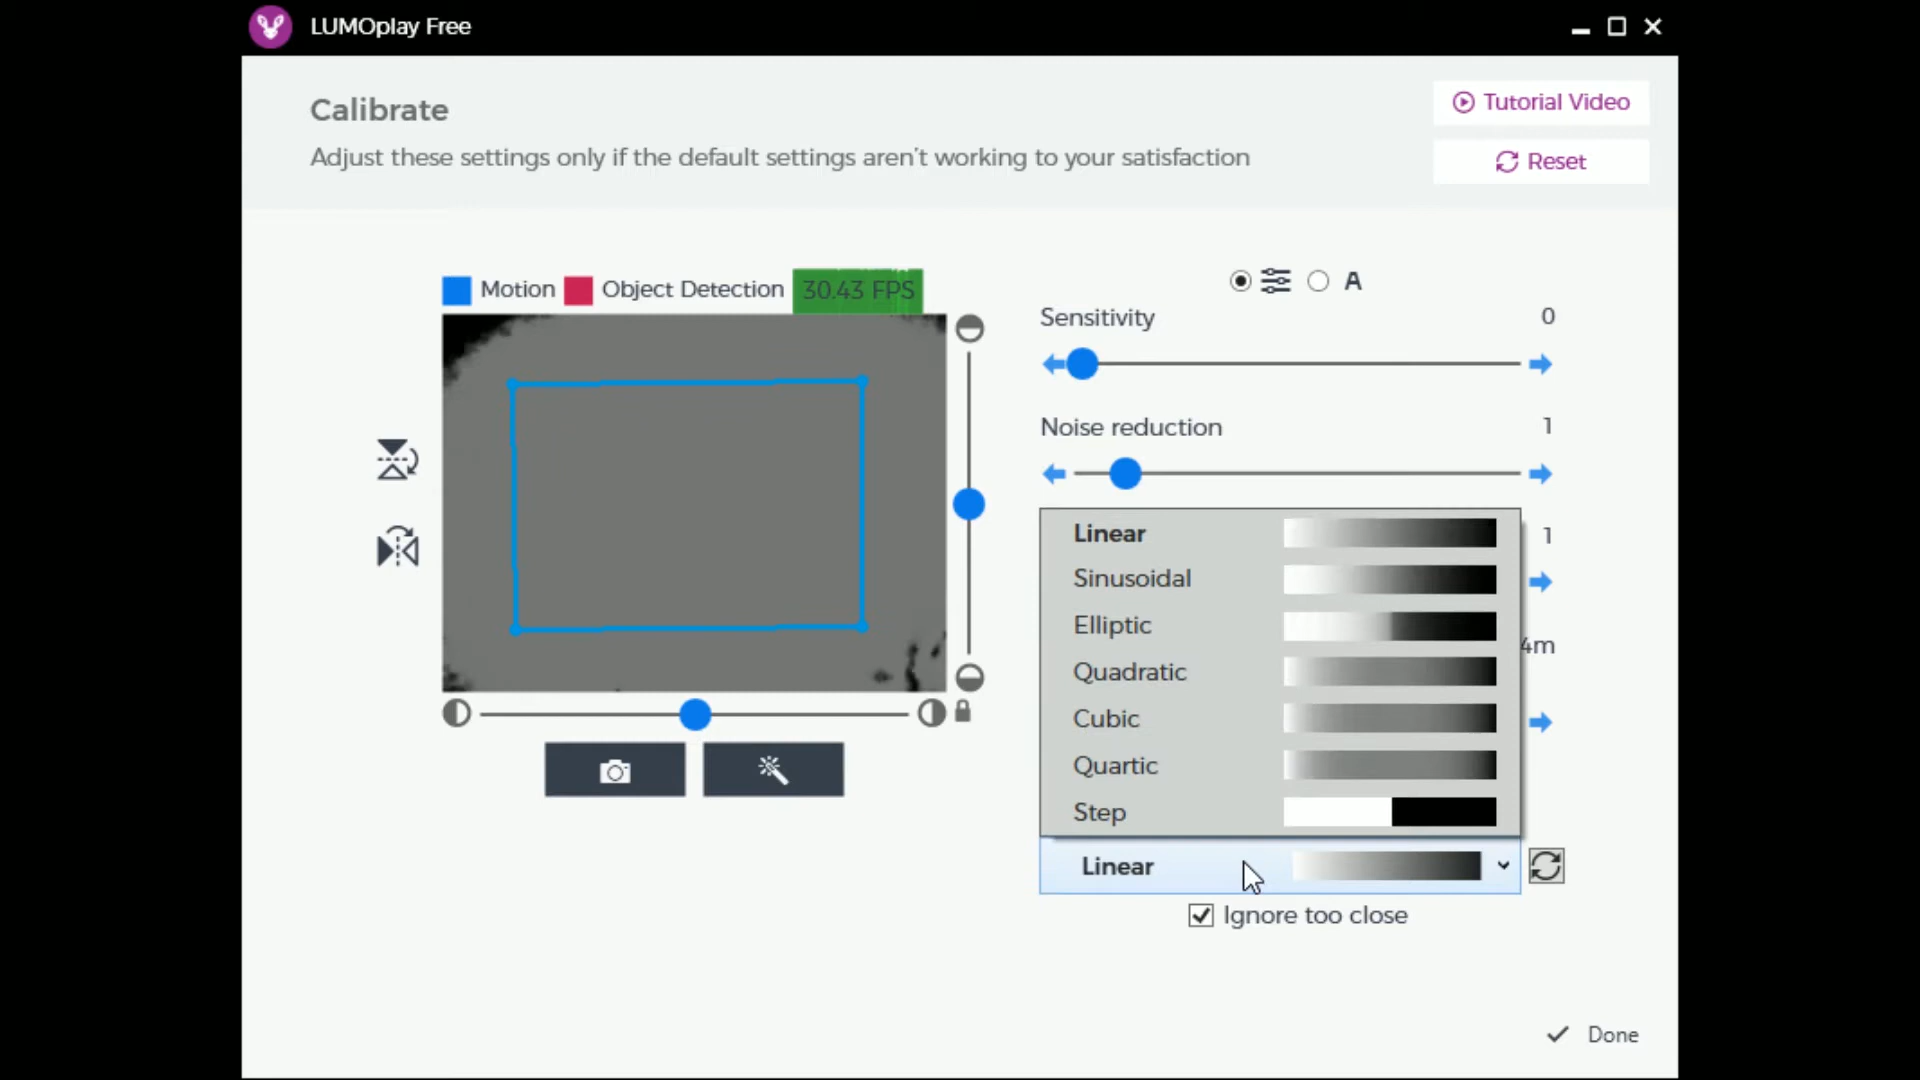 LUMOplay Free
Calibrate
Adjust these settings only if the default settings aren't working to your satisfaction
Tutorial Video
Reset
Motion
Object Detection
30.43 FPS
A
Sensitivity
0
Noise reduction
1
Linear
1
Sinusoidal
Elliptic
4m
Quadratic
Cubic
Quartic
Step
Linear
Ignore too close
Done